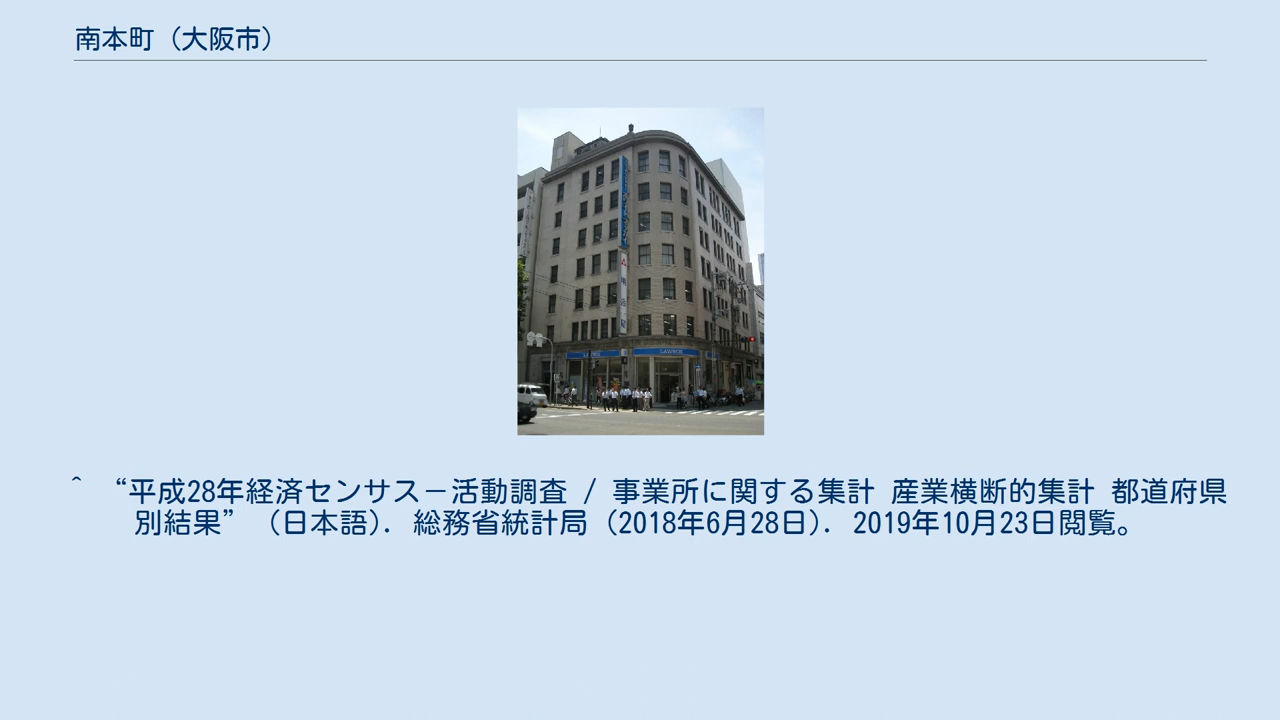 南本町（大阪市）
LAWSON
^ “平成28年経済センサス－活動調査 / 事業所に関する集計 産業横断的集計 都道府県
別結果” （日本語). 総務省統計局 (2018年6月28日). 2019年10月23日閲覧。